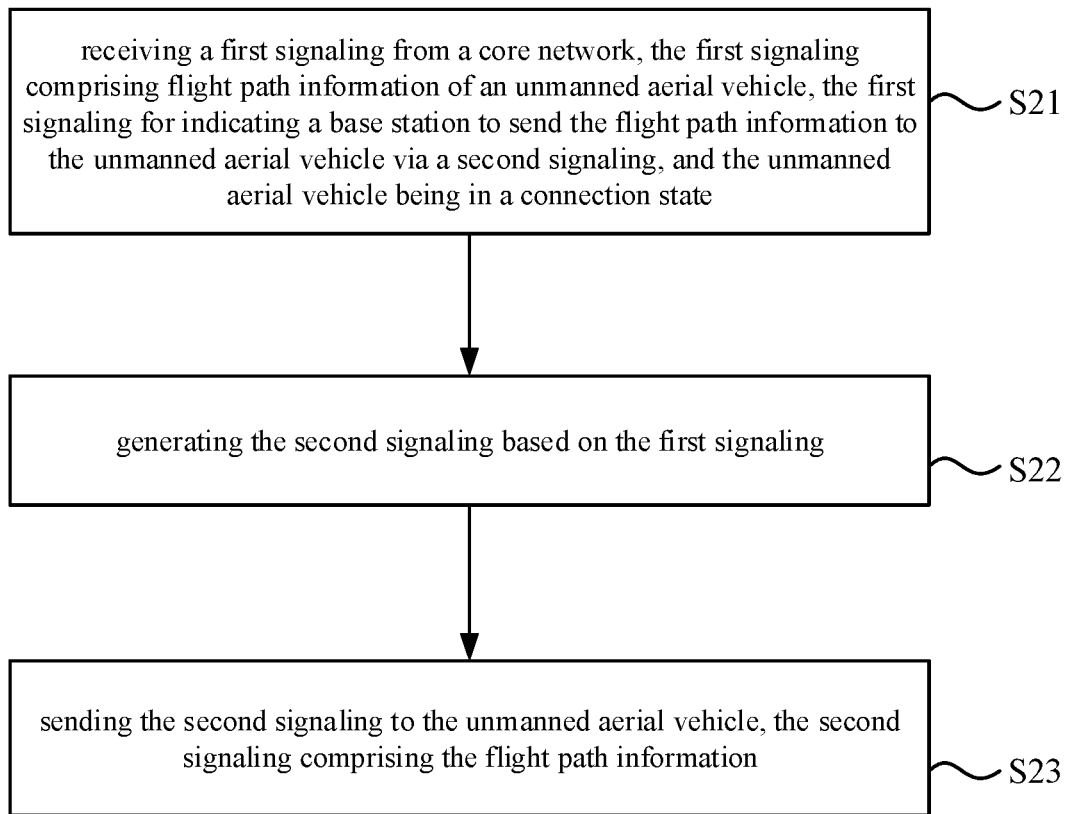 receiving a first signaling from a core network, the first signaling
comprising flight path information of an unmanned aerial vehicle, the first
signaling for indicating a base station to send the flight path information to
the unmanned aerial vehicle via a second signaling, and the unmanned
aerial vehicle being in a connection state
S21
generating the second signaling based on the first signaling
S22
sending the second signaling to the unmanned aerial vehicle, the second
signaling comprising the flight path information
S23